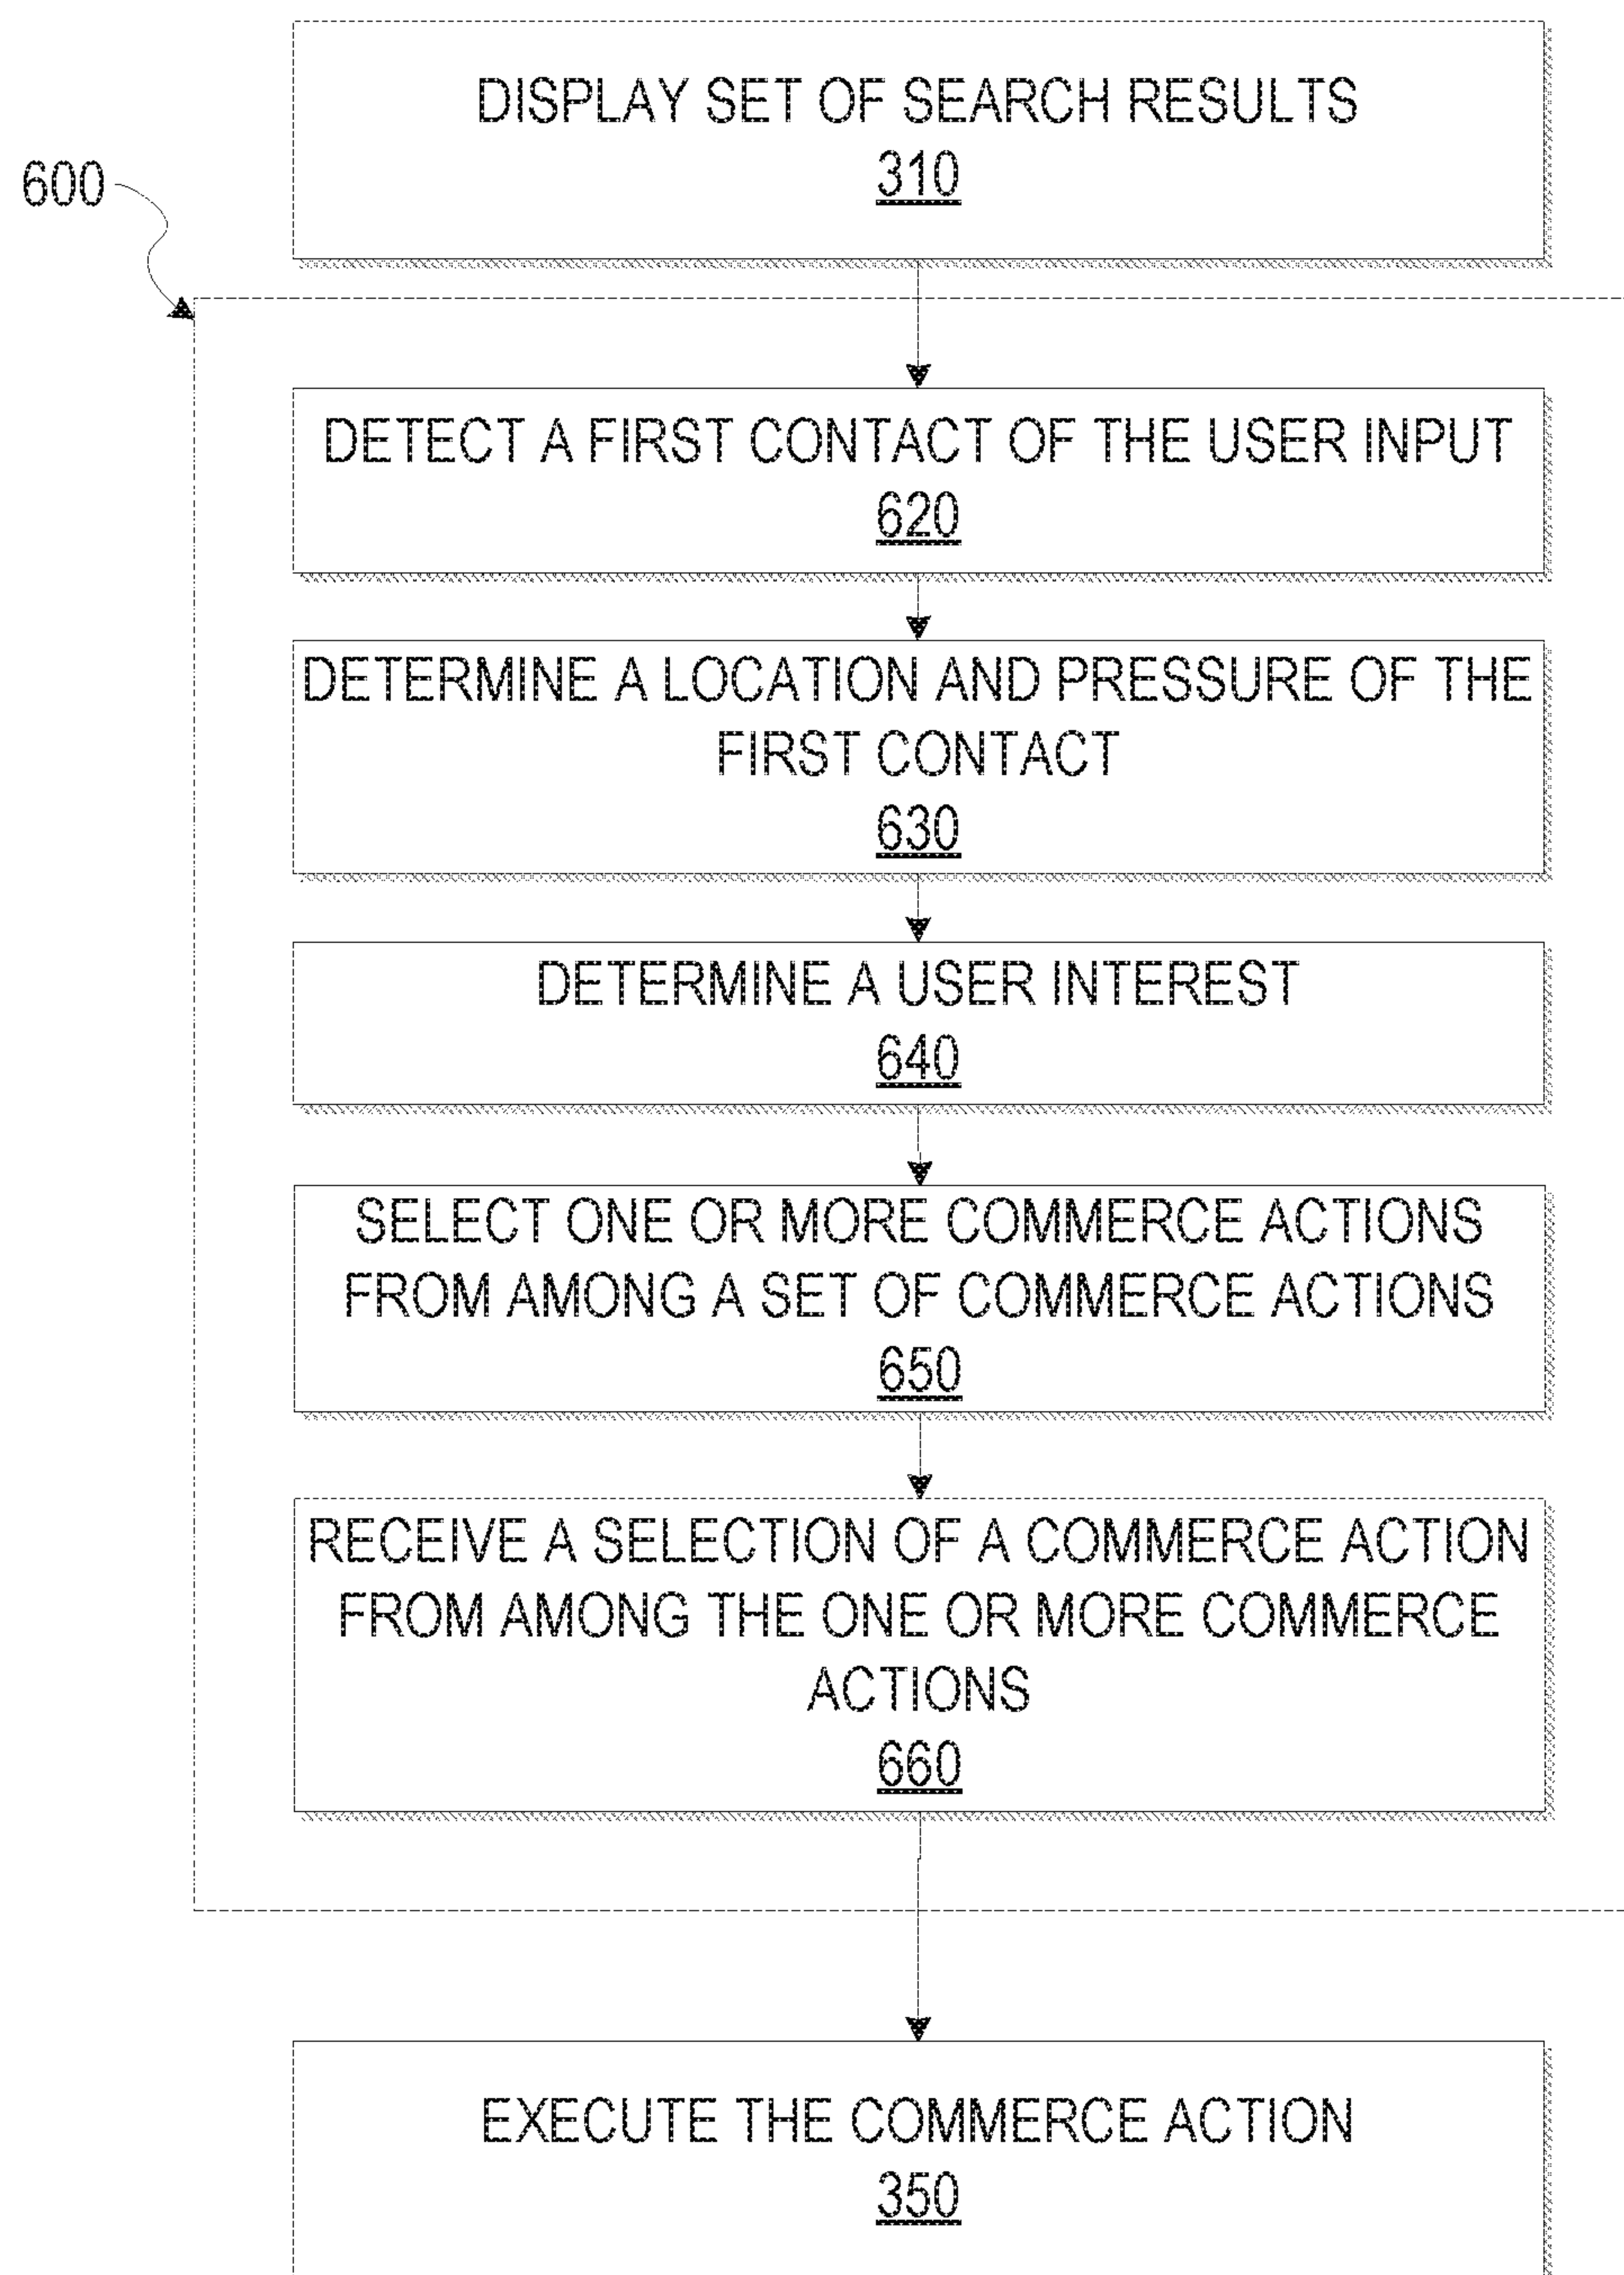 DISPLAY SET OF SEARCH RESULTS
310
600
DETECT A FIRST CONTACT OF THE USER INPUT
620
DETERMINE A LOCATION AND PRESSURE OF THE
FIRST CONTACT
630
DETERMINE A USER INTEREST
640
SELECT ONE OR MORE COMMERCE ACTIONS
FROM AMONG A SET OF COMMERCE ACTIONS
650
RECEIVE A SELECTION OF A COMMERCE ACTION
FROM AMONG THE ONE OR MORE COMMERCE
ACTIONS
660
EXECUTE THE COMMERCE ACTION
350